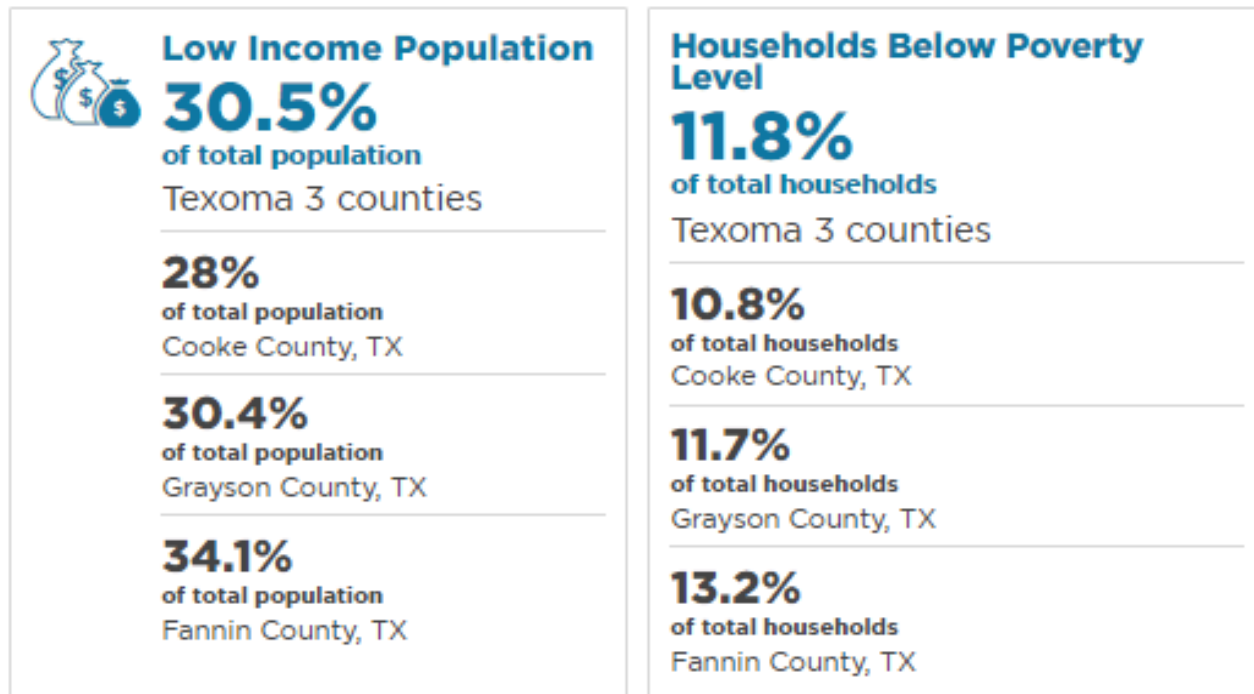 Low Income Population
30.5%
of total population
Texoma 3 counties
28%
of total population
Cooke County, TX
30.4%
of total population
Grayson County, TX
34.1%
of total population
Fannin County, TX
Households Below Poverty
Level
11.8%
of total households
Texoma 3 counties
10.8%
of total households
Cooke County, TX
11.7%
of total households
Grayson County, TX
13.2%
of total households
Fannin County, TX
$
$
$